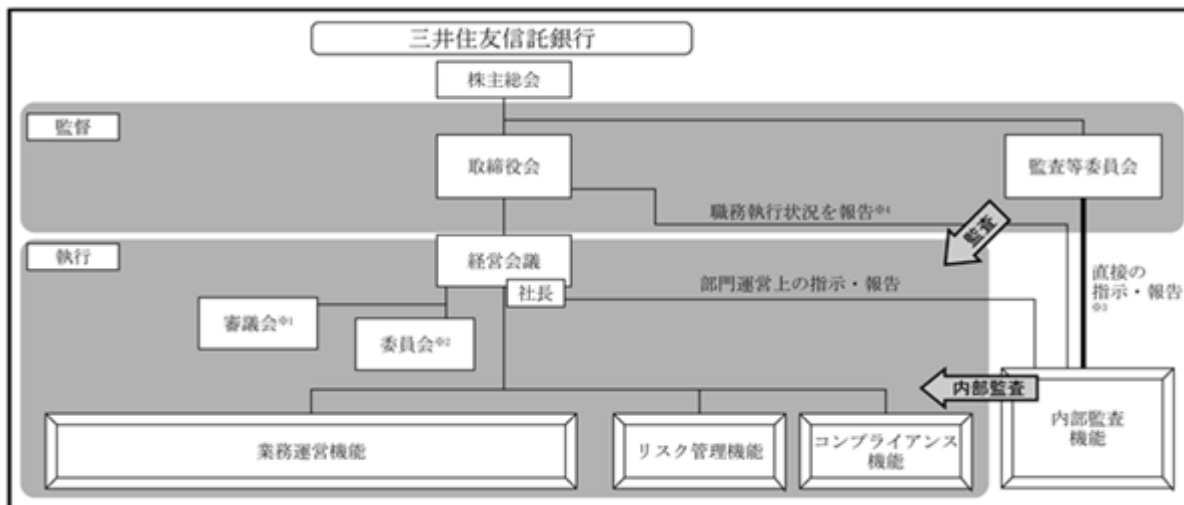 三井住友信託銀行
株主総会
監督
取締役会
監査等委員会
職務執行状況を報告※4
監査
執行
経営会議
社長
部門運営上の指示・報告
直接の
指示・報告
※3
審議会※1
委員会※2
内部監査
業務運営機能
リスク管理機能
コンプライアンス
機能
内部監査
機能